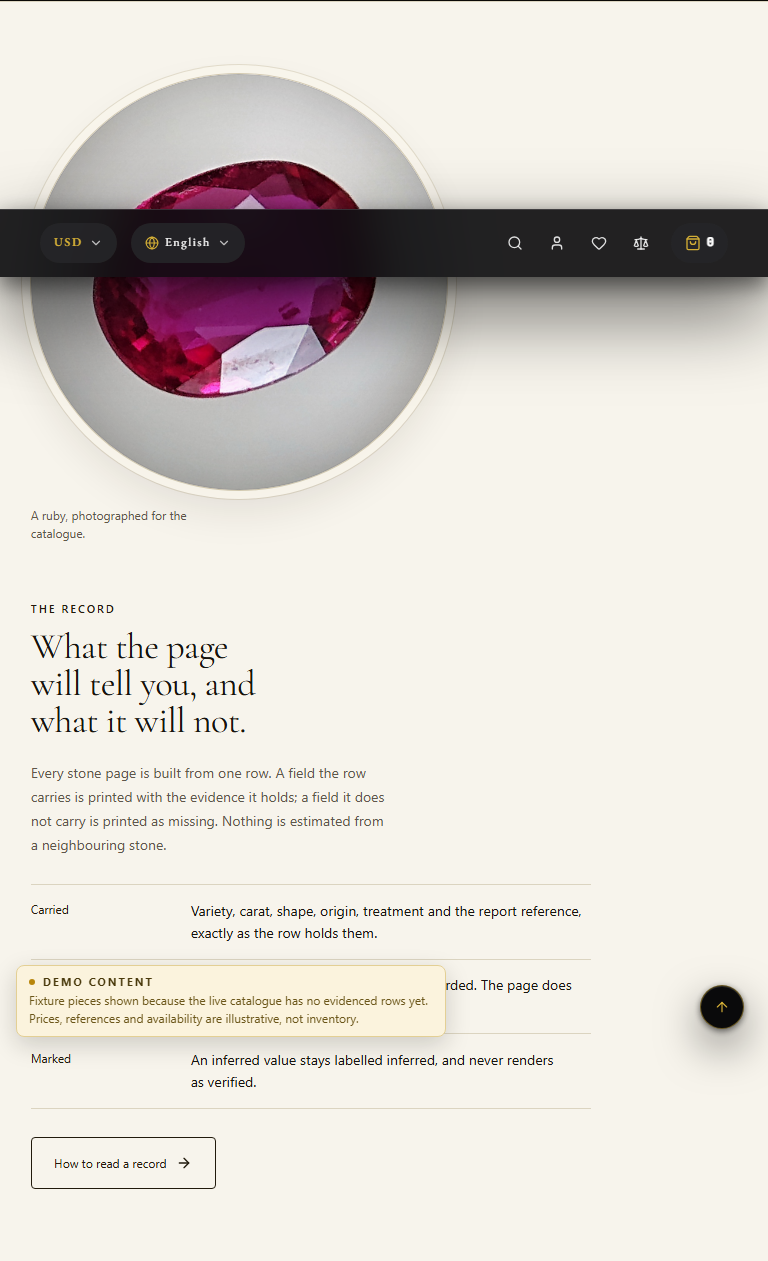 USD
English
0
A ruby, photographed for the
catalogue.
THE RECORD
What the page
will tell you, and
what it will not.
Every stone page is built from one row. A field the row
carries is printed with the evidence it holds; a field it does
not carry is printed as missing. Nothing is estimated from
a neighbouring stone.
Carried
Variety, carat, shape, origin, treatment and the report reference,
exactly as the row holds them.
The page does
DEMO CONTENT
Fixture pieces shown because the live catalogue has no evidenced rows yet.
Prices, references and availability are illustrative, not inventory.
Marked
An inferred value stays labelled inferred, and never renders
as verified.
How to read a record